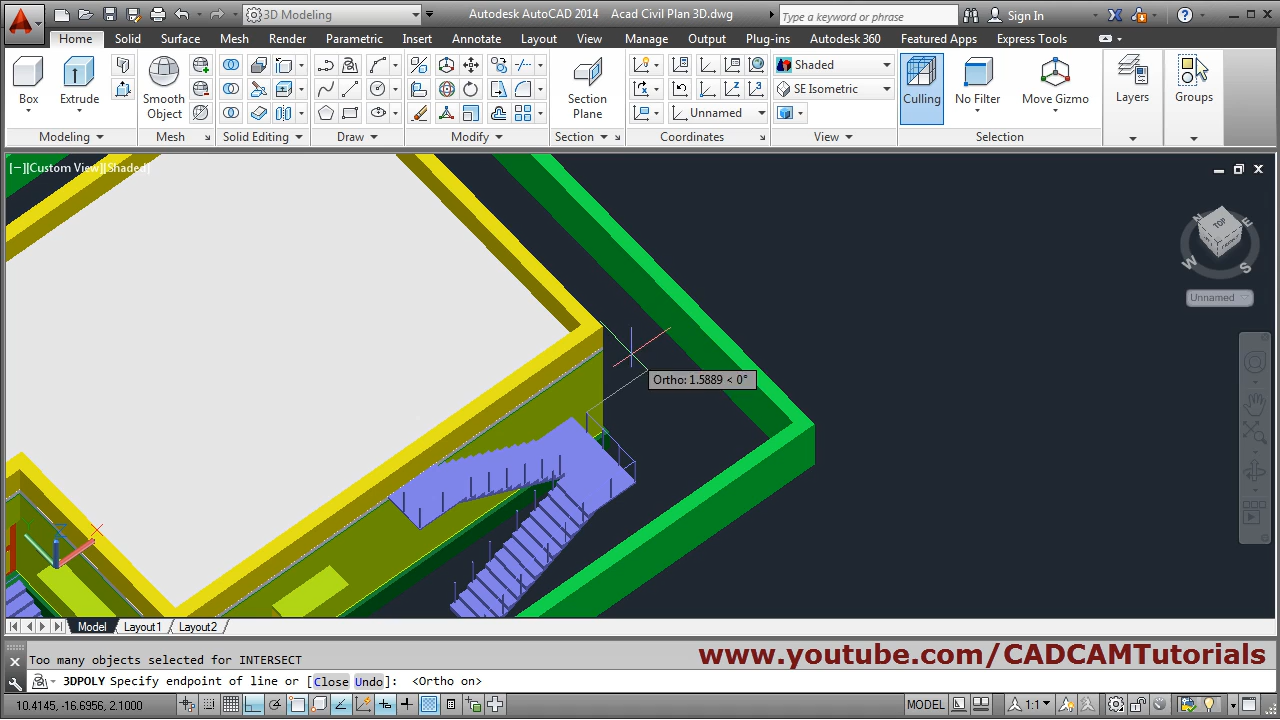 3D Modeling
Autodesk AutoCAD 2014 Acad Civil Plan 3D.dwg
Type a keyword or phrase
Sign In
Home Solid Surface Mesh Render Parametric Insert Annotate Layout View Manage Output Plug-ins Autodesk 360 Featured Apps Express Tools
Box
Extrude
Smooth Object
Section Plane
Unnamed
Shaded
SE Isometric
Culling
No Filter
Move Gizmo
Layers
Groups
Modeling Mesh Solid Editing Draw Modify Section Coordinates View Selection
[−][Custom View][Shaded]
TOP
N
E
W
S
Unnamed
Ortho: 1.5889 < 0°
Model Layout1 Layout2
Too many objects selected for INTERSECT
3DPOLY Specify endpoint of line or [Close Undo]: <Ortho on>
www.youtube.com/CADCAMTutorials
10.4145, -16.6956, 2.1000
MODEL
1:1